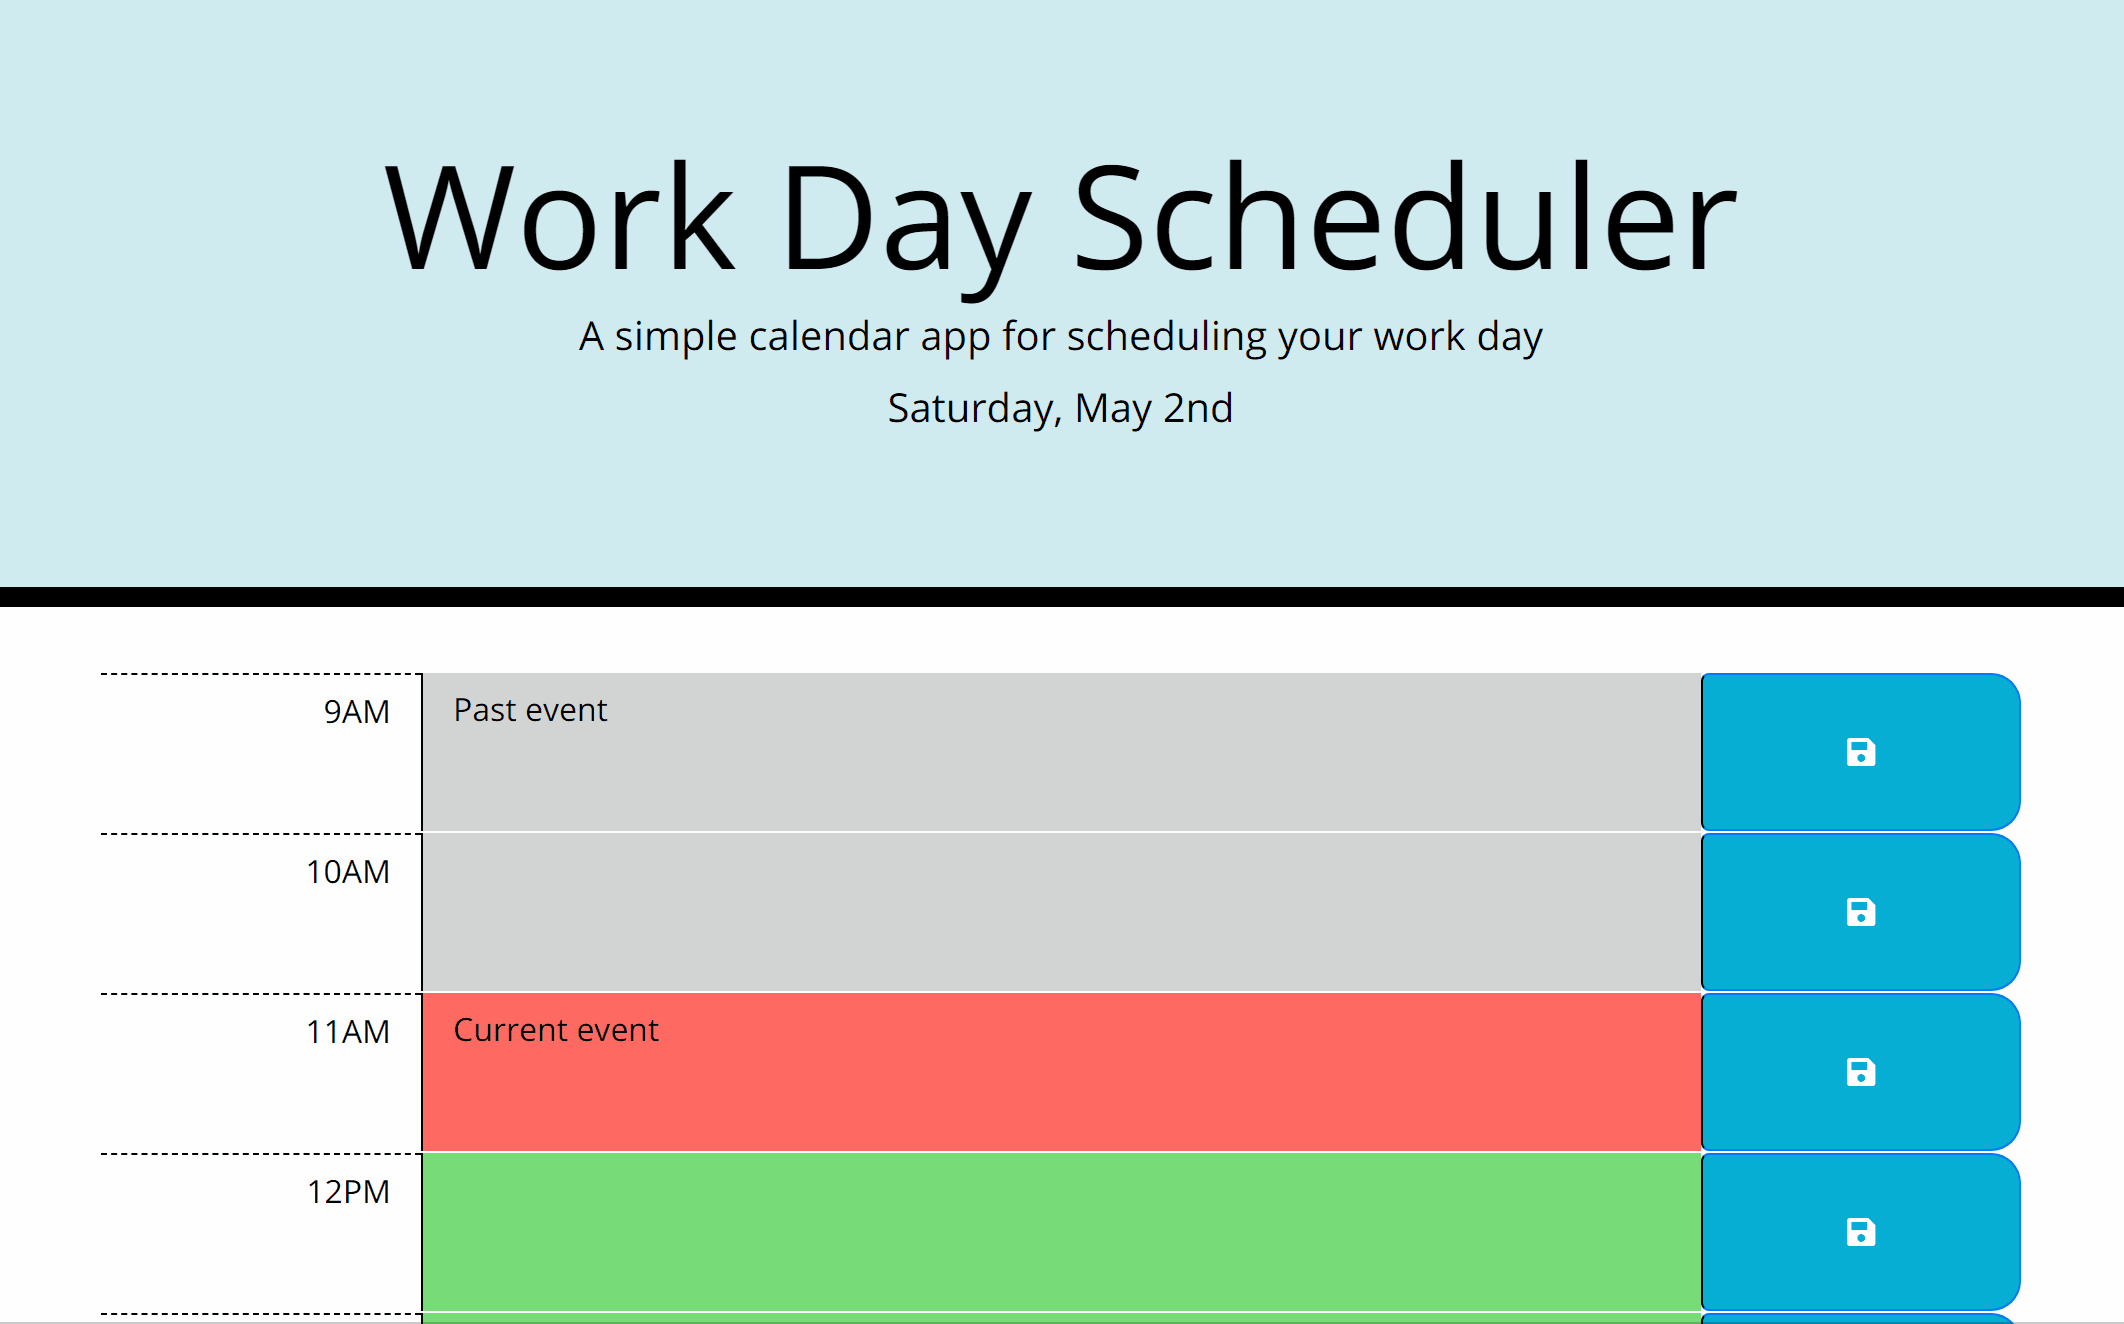 Work Day Scheduler
A simple calendar app for scheduling your work day
Saturday, May 2nd
9AM
Past event
10AM
11AM
Current event
12PM